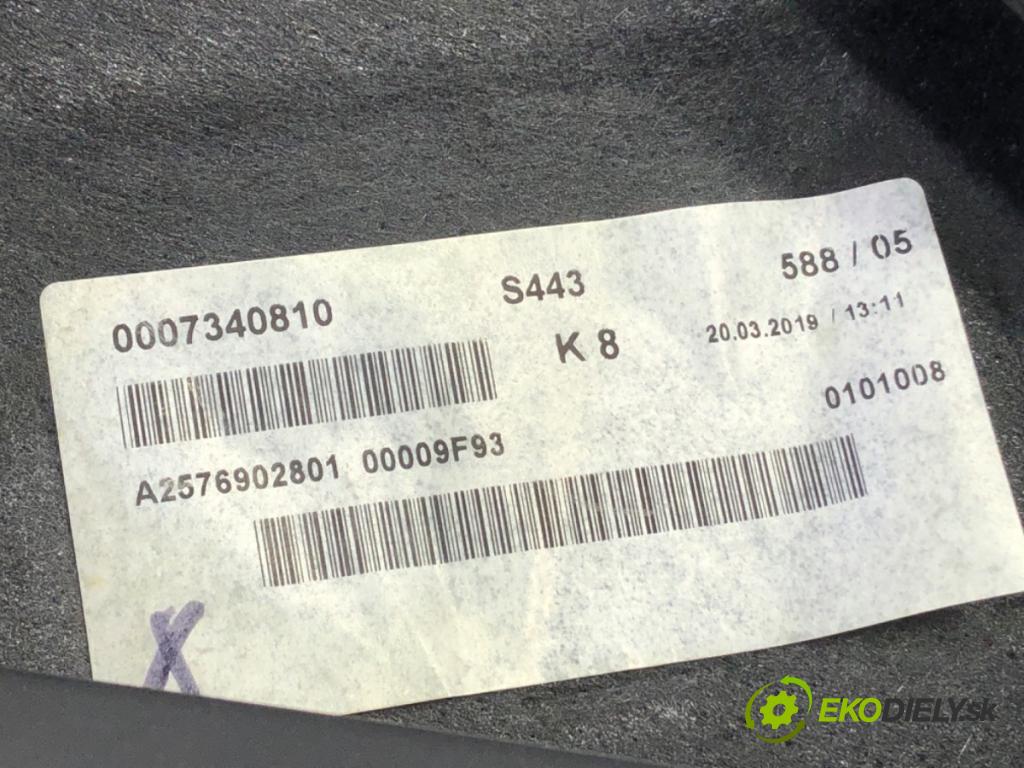 0007340810 S443 588 / 05
K 8 20.03.2019 / 13:11
0101008
A2576902801 00009F93
X
EKODIELY.sk